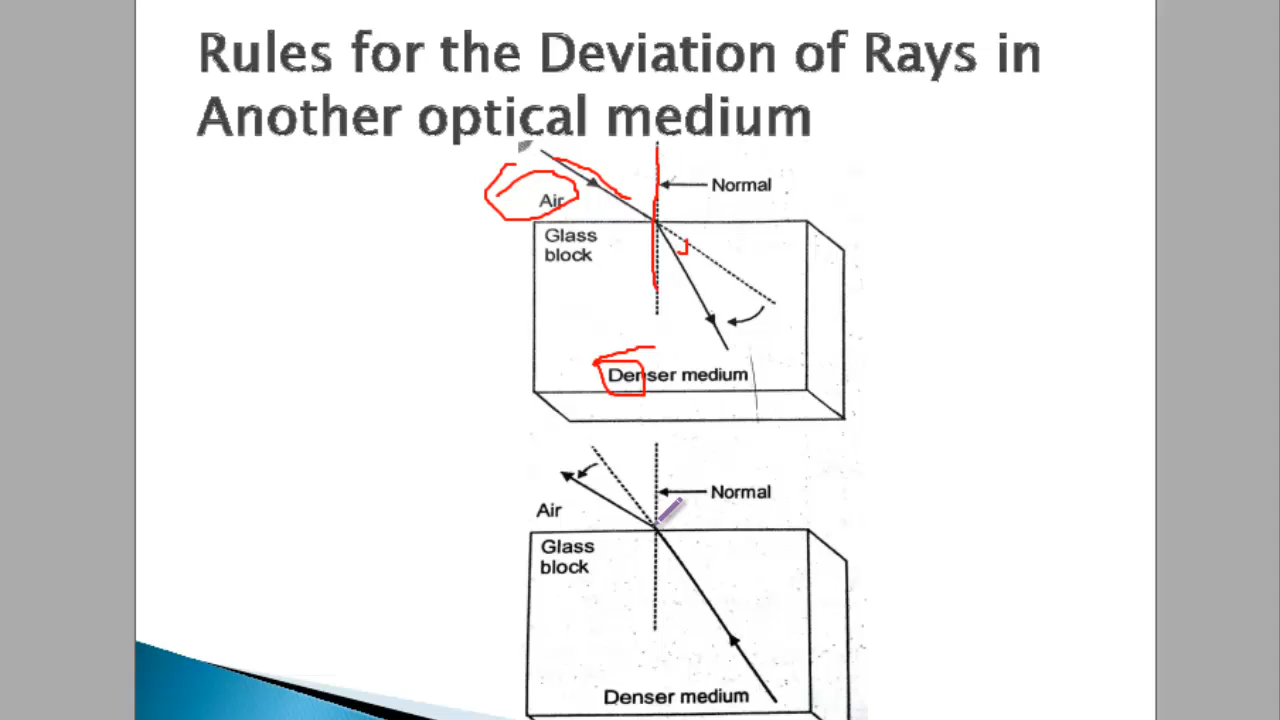 Rules for the Deviation of Rays in
Another optical medium
Normal
Air
Glass
block
Denser medium
Normal
Air
Glass
block
Denser medium